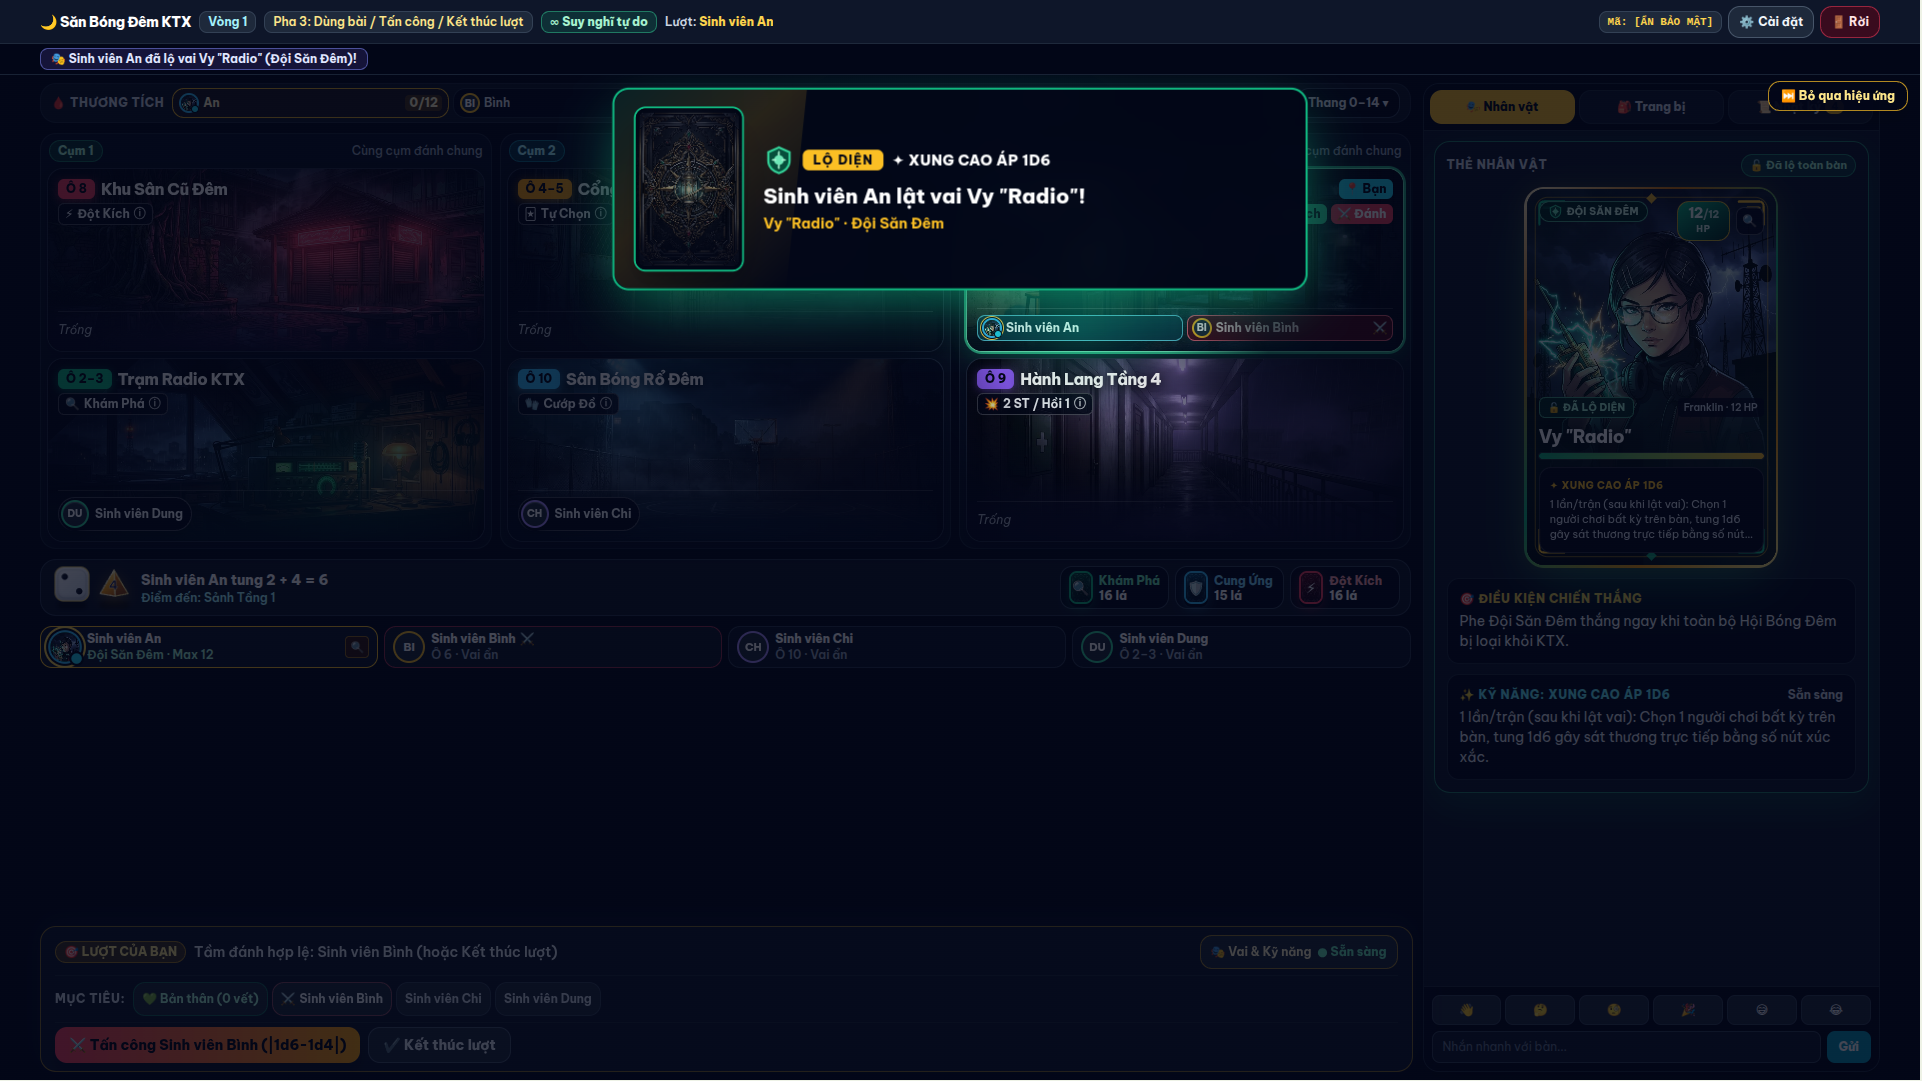 🌙 Săn Bóng Đêm KTX
Vòng 1
Pha 3: Dùng bài / Tấn công / Kết thúc lượt
∞ Suy nghĩ tự do
Lượt: Sinh viên An
Mã: [ẨN BẢO MẬT]
⚙️ Cài đặt
🚪 Rời
🎭 Sinh viên An đã lộ vai Vy "Radio" (Đội Săn Đêm)!
⏩ Bỏ qua hiệu ứng
🩸 THƯƠNG TÍCH
An
0/12
BI Bình
Thang 0–14 ▾
LỘ DIỆN
✦ XUNG CAO ÁP 1D6
Sinh viên An lật vai Vy "Radio"!
Vy "Radio" · Đội Săn Đêm
Cụm 1
Cùng cụm đánh chung
Ô 8 Khu Sân Cũ Đêm
⚡ Đột Kích ⓘ
Trống
Ô 2–3 Trạm Radio KTX
🔍 Khám Phá ⓘ
DU Sinh viên Dung
Cụm 2
Ô 4–5
🃏 Tự Chọn ⓘ
Trống
Ô 10 Sân Bóng Rổ Đêm
Cướp Đồ ⓘ
CH Sinh viên Chi
cụm đánh chung
📍 Bạn
⚔ Đánh
Sinh viên An
BI Sinh viên Bình ⚔
Ô 9 Hành Lang Tầng 4
💥 2 ST / Hồi 1 ⓘ
Trống
Sinh viên An tung 2 + 4 = 6
Điểm đến: Sảnh Tầng 1
Khám Phá
16 lá
Cung Ứng
15 lá
Đột Kích
16 lá
Sinh viên An
Đội Săn Đêm · Max 12
BI Sinh viên Bình ⚔
Ô 6 · Vai ẩn
CH Sinh viên Chi
Ô 10 · Vai ẩn
DU Sinh viên Dung
Ô 2–3 · Vai ẩn
🎯 LƯỢT CỦA BẠN
Tầm đánh hợp lệ: Sinh viên Bình (hoặc Kết thúc lượt)
🎭 Vai & Kỹ năng ● Sẵn sàng
MỤC TIÊU:
💚 Bản thân (0 vết)
⚔ Sinh viên Bình
Sinh viên Chi
Sinh viên Dung
⚔ Tấn công Sinh viên Bình (|1d6-1d4|)
✔ Kết thúc lượt
🎭 Nhân vật
🎒 Trang bị
THẺ NHÂN VẬT
🔓 Đã lộ toàn bàn
ĐỘI SĂN ĐÊM
12/12
HP
🔓 ĐÃ LỘ DIỆN
Franklin · 12 HP
Vy "Radio"
✦ XUNG CAO ÁP 1D6
1 lần/trận (sau khi lật vai): Chọn 1
người chơi bất kỳ trên bàn, tung 1d6
gây sát thương trực tiếp bằng số nút...
🎯 ĐIỀU KIỆN CHIẾN THẮNG
Phe Đội Săn Đêm thắng ngay khi toàn bộ Hội Bóng Đêm
bị loại khỏi KTX.
✨ KỸ NĂNG: XUNG CAO ÁP 1D6
Sẵn sàng
1 lần/trận (sau khi lật vai): Chọn 1 người chơi bất kỳ trên
bàn, tung 1d6 gây sát thương trực tiếp bằng số nút xúc
xắc.
Nhắn nhanh với bàn...
Gửi